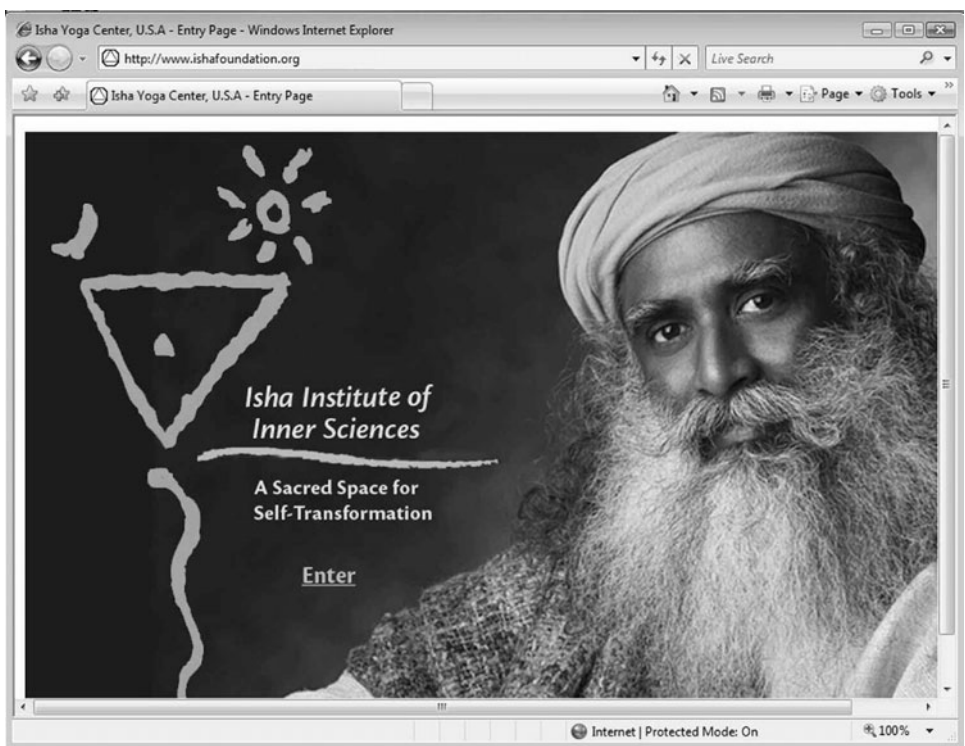 Isha Yoga Center, U.S.A - Entry Page - Windows Internet Explorer
http://www.ishafoundation.org
Live Search
Isha Yoga Center, U.S.A - Entry Page
Page
Tools
Isha Institute of
Inner Sciences
A Sacred Space for
Self-Transformation
Enter
Internet | Protected Mode: On
100%